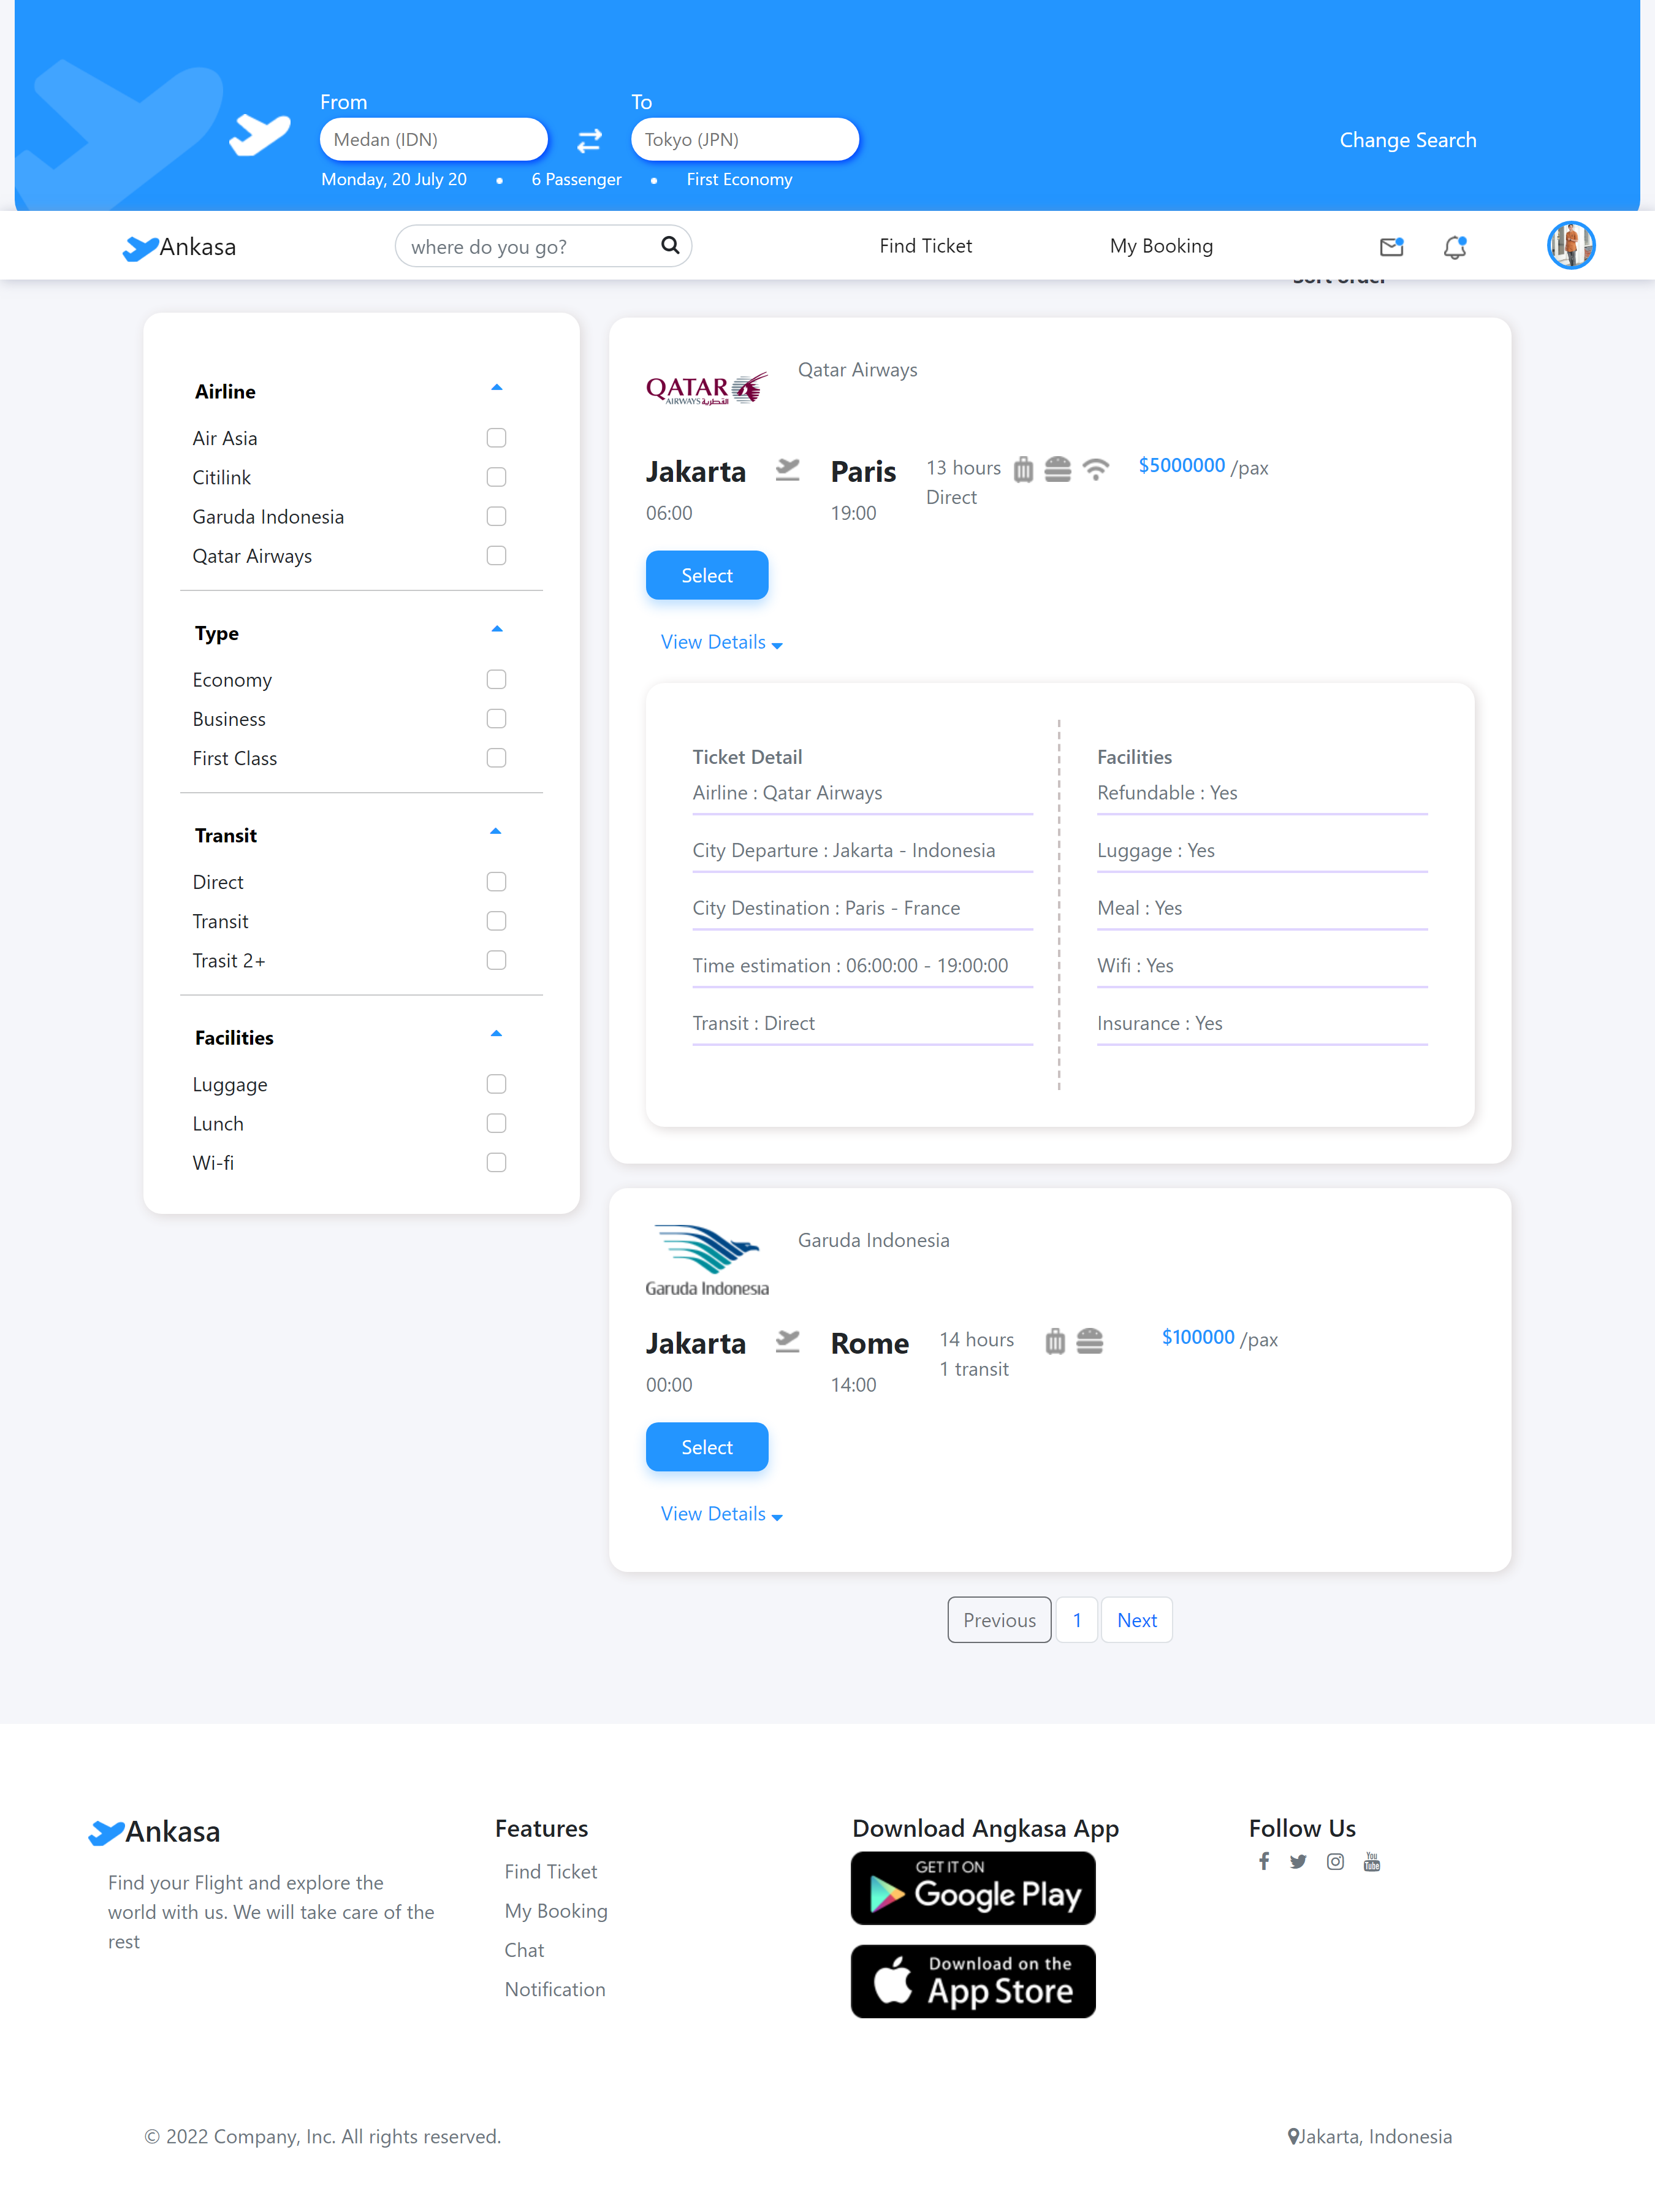 From
To
Medan (IDN)
Tokyo (JPN)
Change Search
Monday, 20 July 20
6 Passenger
First Economy
Ankasa
where do you go?
Find Ticket
My Booking
Sort order
Airline
Air Asia
Citilink
Garuda Indonesia
Qatar Airways
Type
Economy
Business
First Class
Transit
Direct
Transit
Trasit 2+
Facilities
Luggage
Lunch
Wi-fi
QATAR
AIRWAYS القطرية
Qatar Airways
Jakarta
Paris
13 hours
$5000000 /pax
Direct
06:00
19:00
Select
View Details
Ticket Detail
Airline : Qatar Airways
City Departure : Jakarta - Indonesia
City Destination : Paris - France
Time estimation : 06:00:00 - 19:00:00
Transit : Direct
Facilities
Refundable : Yes
Luggage : Yes
Meal : Yes
Wifi : Yes
Insurance : Yes
Garuda Indonesia
Garuda Indonesia
Jakarta
Rome
14 hours
$100000 /pax
1 transit
00:00
14:00
Select
View Details
Previous
1
Next
Ankasa
Find your Flight and explore the
world with us. We will take care of the
rest
Features
Find Ticket
My Booking
Chat
Notification
Download Angkasa App
GET IT ON
Google Play
Download on the
App Store
Follow Us
You
Tube
© 2022 Company, Inc. All rights reserved.
Jakarta, Indonesia